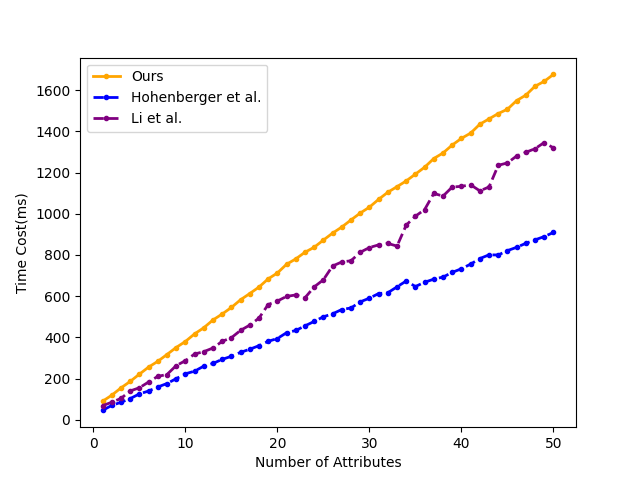 Ours
Hohenberger et al.
Li et al.
1600
1400
1200
1000
800
600
400
200
0
Time Cost(ms)
0 10 20 30 40 50
Number of Attributes